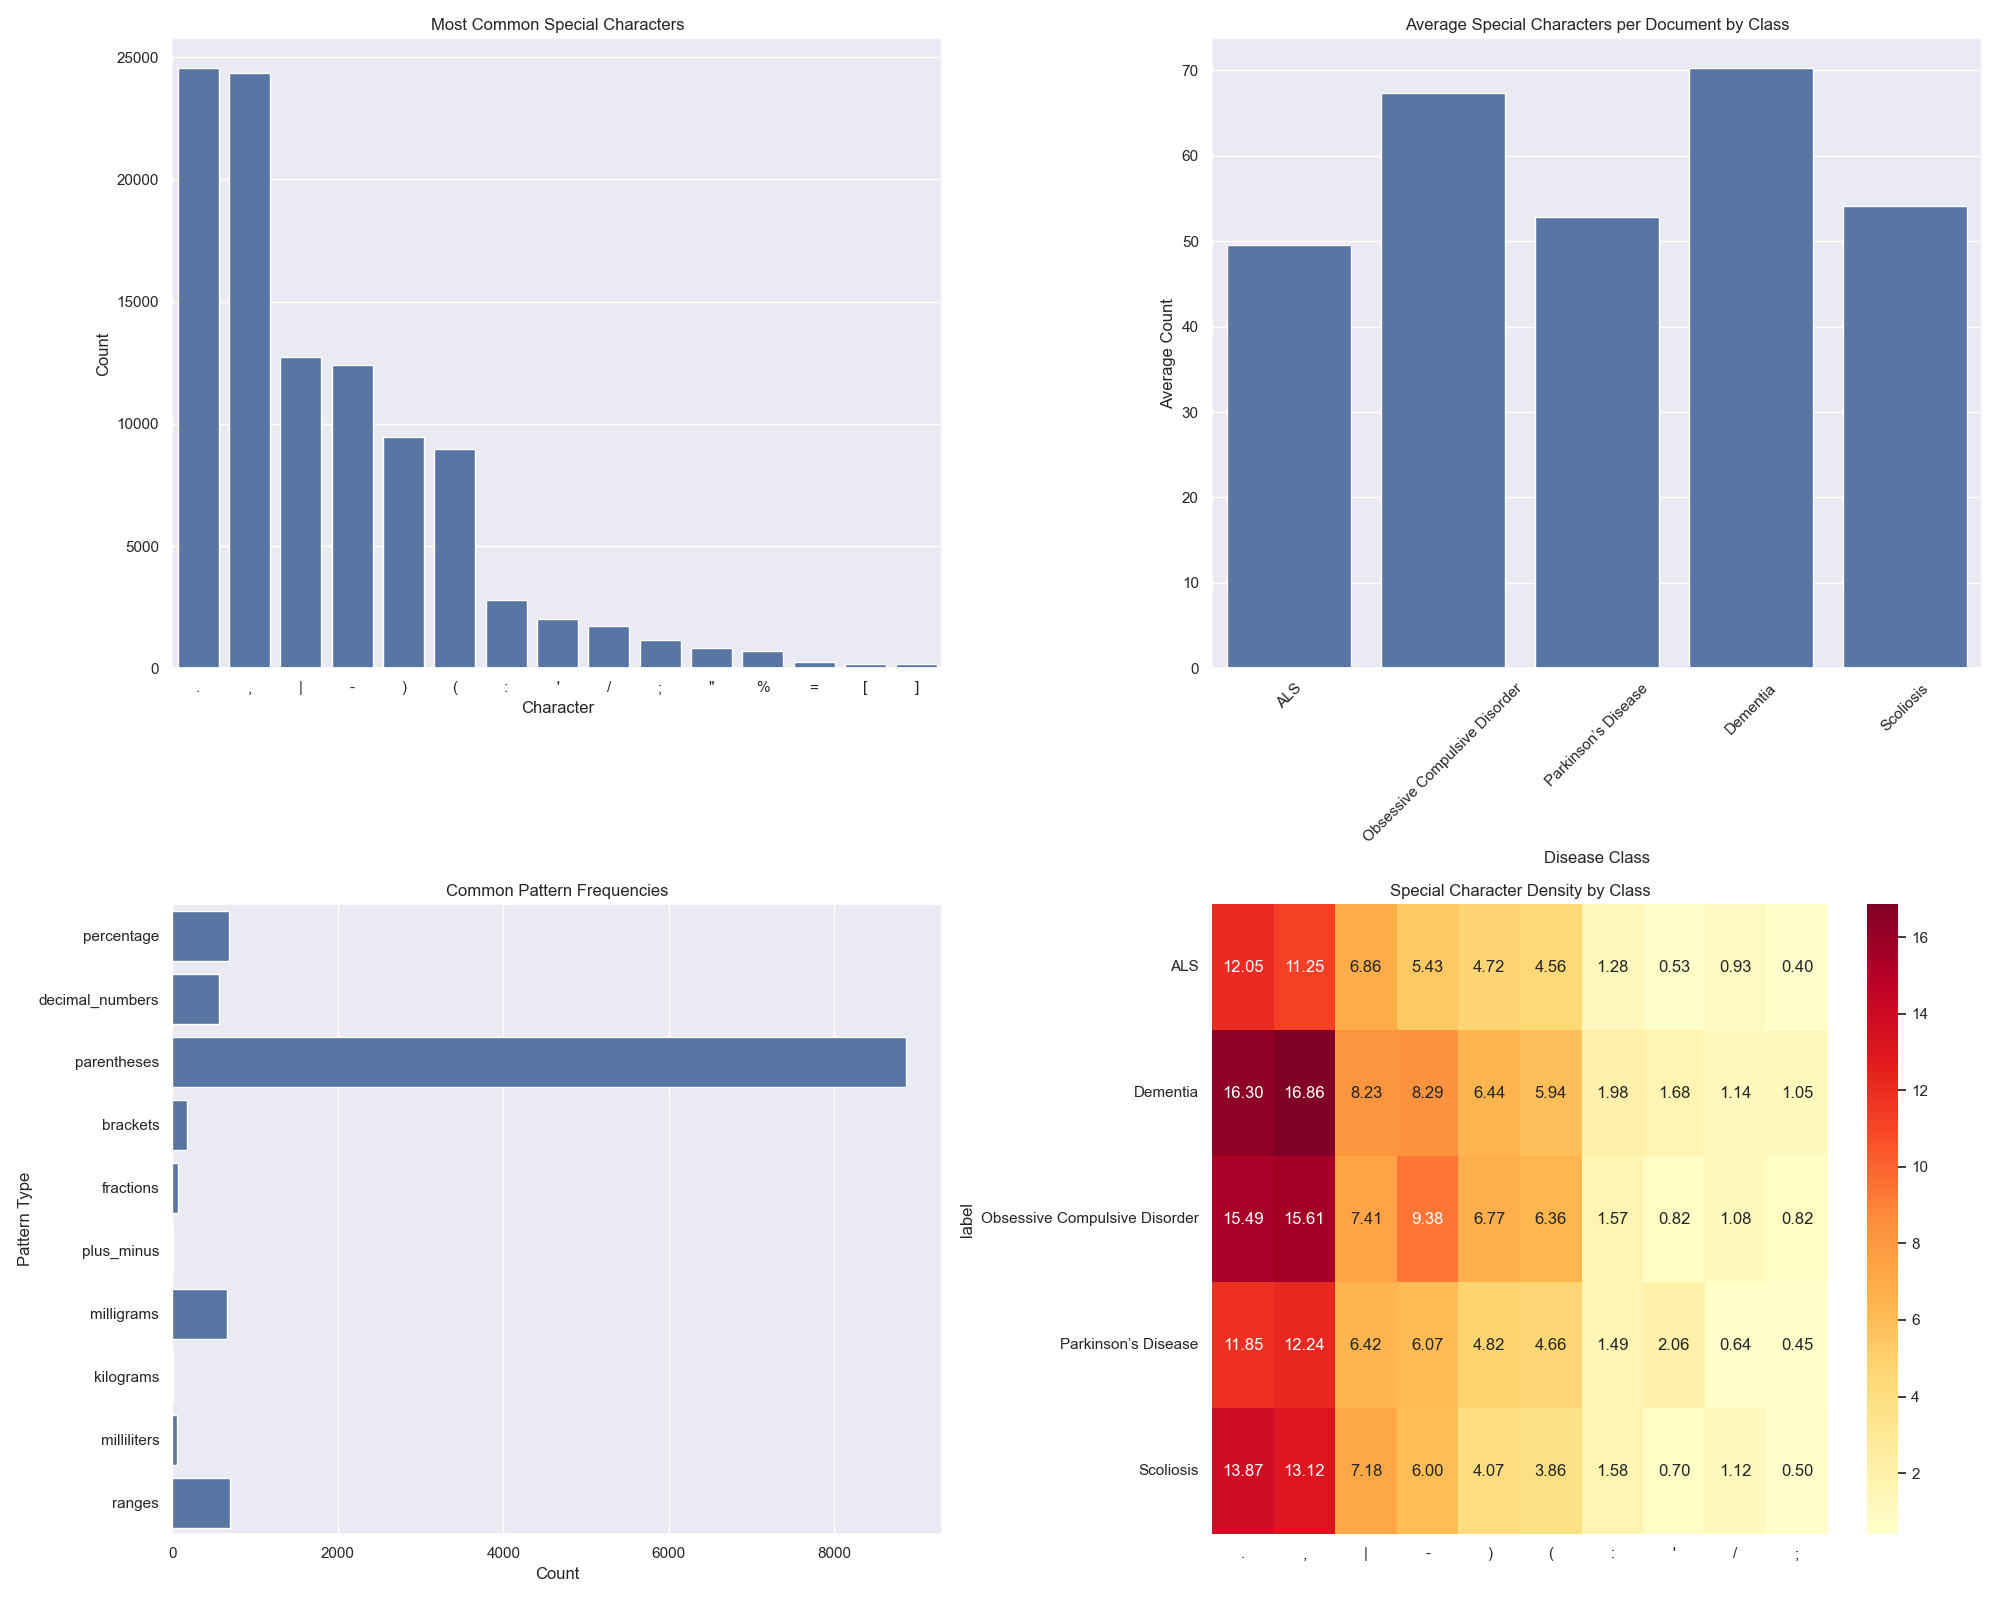 Most Common Special Characters
25000
20000
15000
10000
5000
0
Count
. , | - ) ( : ' / ; " % = [ ]
Character
Average Special Characters per Document by Class
70
60
50
40
30
20
10
0
Average Count
ALS
Obsessive Compulsive Disorder
Parkinson’s Disease
Dementia
Scoliosis
Disease Class
Common Pattern Frequencies
Pattern Type
percentage
decimal_numbers
parentheses
brackets
fractions
plus_minus
milligrams
kilograms
milliliters
ranges
0 2000 4000 6000 8000
Count
Special Character Density by Class
label
ALS 12.05 11.25 6.86 5.43 4.72 4.56 1.28 0.53 0.93 0.40
Dementia 16.30 16.86 8.23 8.29 6.44 5.94 1.98 1.68 1.14 1.05
Obsessive Compulsive Disorder 15.49 15.61 7.41 9.38 6.77 6.36 1.57 0.82 1.08 0.82
Parkinson’s Disease 11.85 12.24 6.42 6.07 4.82 4.66 1.49 2.06 0.64 0.45
Scoliosis 13.87 13.12 7.18 6.00 4.07 3.86 1.58 0.70 1.12 0.50
. , | - ) ( : ' / ;
16
14
12
10
8
6
4
2